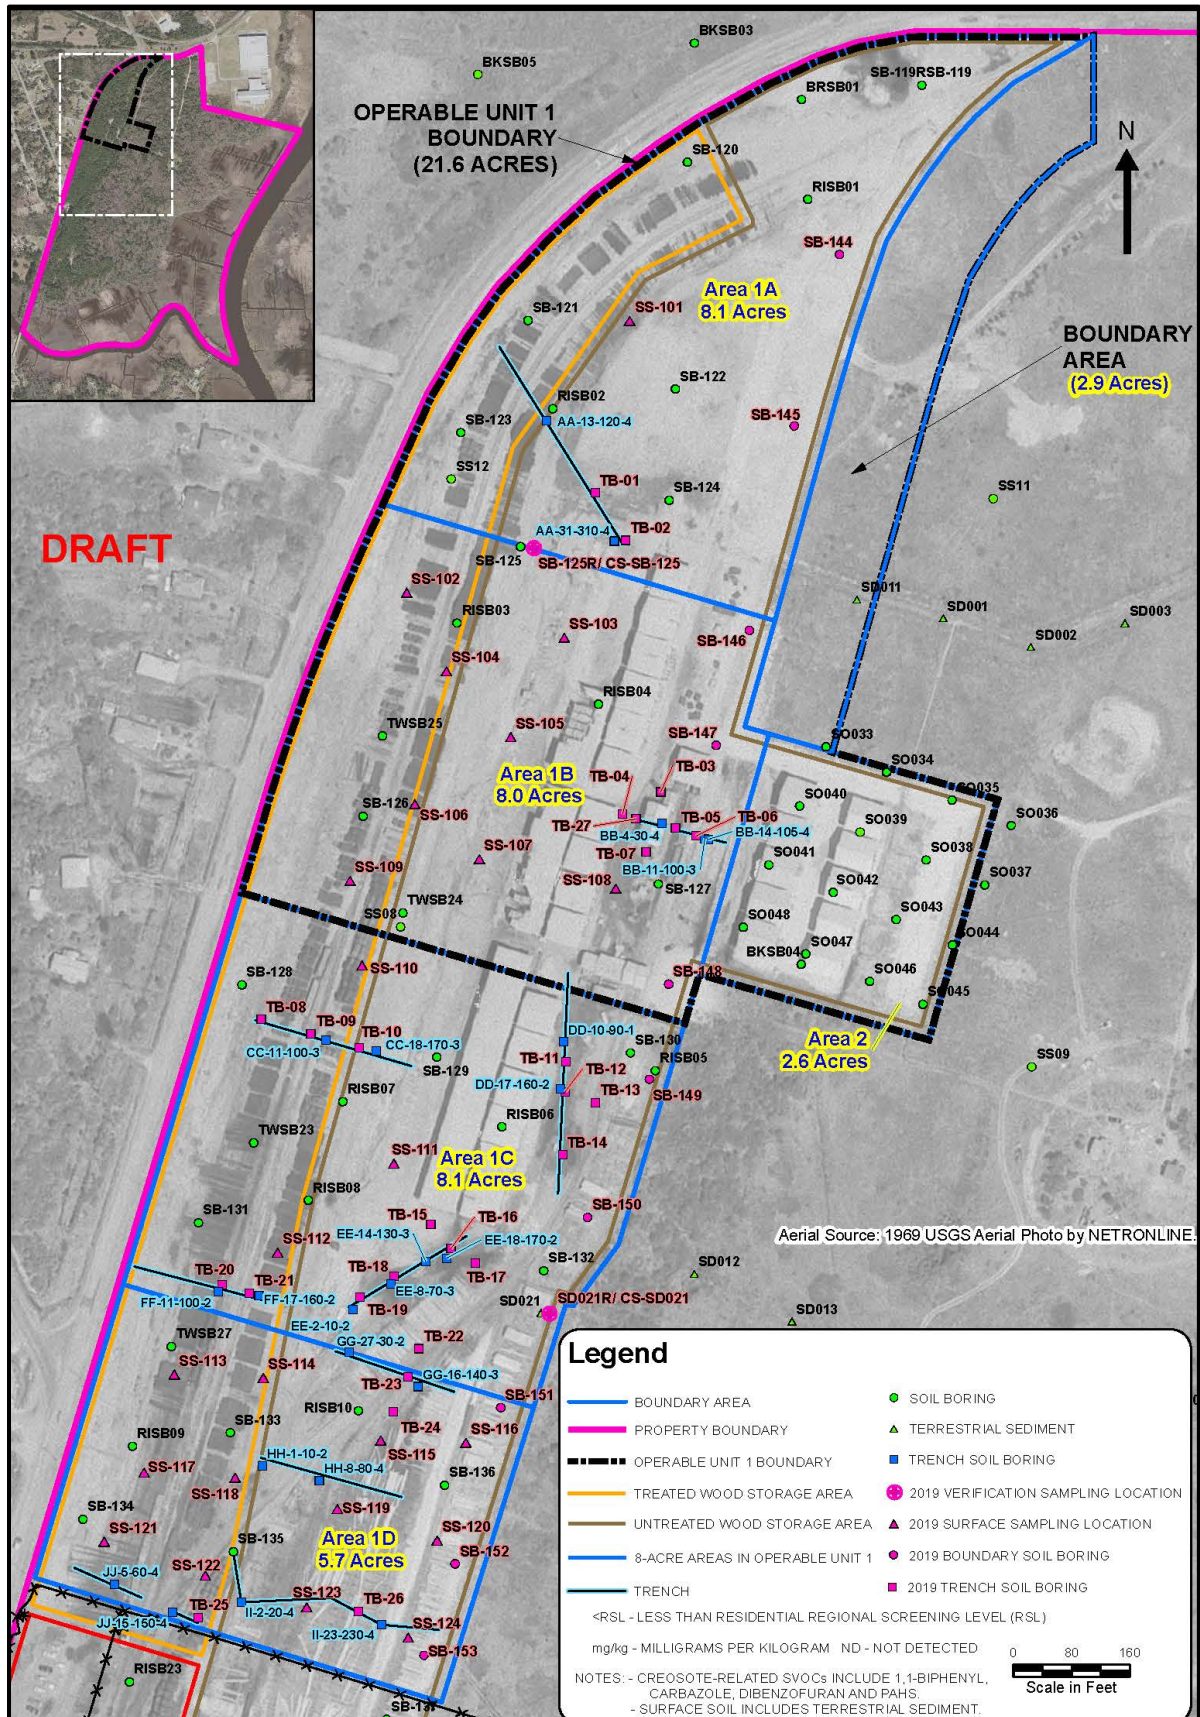 BKSB03
BKSB05
SB-119RSB-119
BRSB01
OPERABLE UNIT 1
BOUNDARY
(21.6 ACRES)
N
SB-120
RISB01
SB-144
Area 1A
8.1 Acres
SS-101
SB-121
BOUNDARY
AREA
(2.9 Acres)
SB-122
RISB02
AA-13-120-4
SB-145
SB-123
SS12
TB-01
SB-124
SS11
DRAFT
AA-31-310-4
TB-02
SB-125
SB-125R/ CS-SB-125
SS-102
SD011
SD001
SD003
RISB03
SS-103
SB-146
SD002
SS-104
RISB04
TWSB25
SS-105
SB-147
SO033
SO034
Area 1B
8.0 Acres
TB-04
TB-03
SO035
SB-126
SS-106
SO040
SO036
TB-27
TB-05
TB-06
BB-4-30-4
BB-14-105-4
SO039
SS-107
TB-07
BB-11-100-3
SO041
SO038
SS-109
SS-108
SB-127
SO042
SO037
TWSB24
SS08
SO048
SO043
SO047
BKSB04
SO044
SS-110
SB-128
SB-148
SO046
SO045
TB-08
TB-09
TB-10
CC-11-100-3
CC-18-170-3
SB-129
DD-10-90-1
SB-130
Area 2
2.6 Acres
TB-11
TB-12
RISB05
SS09
DD-17-160-2
TB-13
SB-149
RISB07
RISB06
TWSB23
TB-14
SS-111
Area 1C
8.1 Acres
RISB08
SB-150
SB-131
TB-15
TB-16
Aerial Source: 1969 USGS Aerial Photo by NETRONLINE.
SS-112
EE-14-130-3
EE-18-170-2
SB-132
SD012
TB-20
TB-21
TB-18
TB-17
FF-11-100-2
FF-17-160-2
EE-8-70-3
TB-19
SD021
SD021R/ CS-SD021
SD013
EE-2-10-2
TWSB27
GG-27-30-2
TB-22
SS-113
SS-114
GG-16-140-3
TB-23
SB-151
RISB10
SB-133
TB-24
SS-116
RISB09
HH-1-10-2
SS-115
SS-117
HH-8-80-4
SS-118
SB-136
SB-134
SS-119
SS-121
SB-135
Area 1D
5.7 Acres
SS-120
SB-152
JJ-5-60-4
SS-122
SS-123
TB-26
II-2-20-4
JJ-15-150-4
TB-25
II-23-230-4
SS-124
SB-153
RISB23
SB-137
Legend
BOUNDARY AREA
PROPERTY BOUNDARY
OPERABLE UNIT 1 BOUNDARY
TREATED WOOD STORAGE AREA
UNTREATED WOOD STORAGE AREA
8-ACRE AREAS IN OPERABLE UNIT 1
TRENCH
SOIL BORING
TERRESTRIAL SEDIMENT
TRENCH SOIL BORING
2019 VERIFICATION SAMPLING LOCATION
2019 SURFACE SAMPLING LOCATION
2019 BOUNDARY SOIL BORING
2019 TRENCH SOIL BORING
<RSL - LESS THAN RESIDENTIAL REGIONAL SCREENING LEVEL (RSL)
mg/kg - MILLIGRAMS PER KILOGRAM ND - NOT DETECTED
NOTES: - CREOSOTE-RELATED SVOCs INCLUDE 1,1-BIPHENYL,
CARBAZOLE, DIBENZOFURAN AND PAHS.
- SURFACE SOIL INCLUDES TERRESTRIAL SEDIMENT.
0 80 160
Scale in Feet